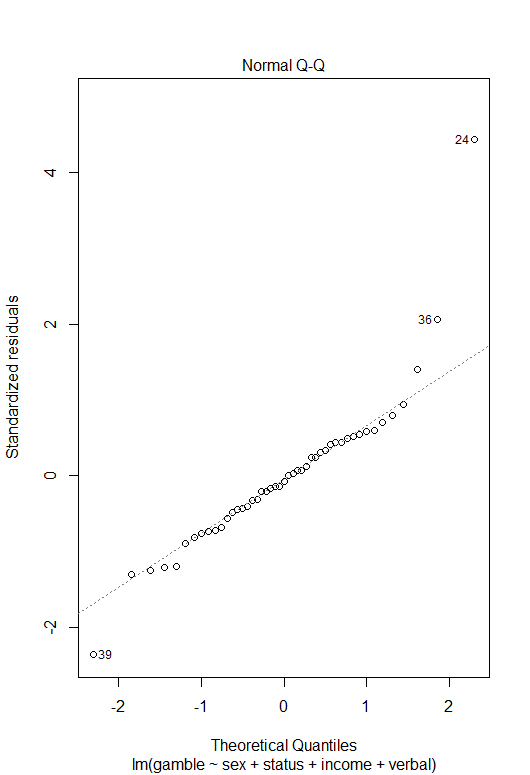 Normal Q-Q
24
4
36
2
0
-2
39
Standardized residuals
-2 -1 0 1 2
Theoretical Quantiles
lm(gamble ~ sex + status + income + verbal)